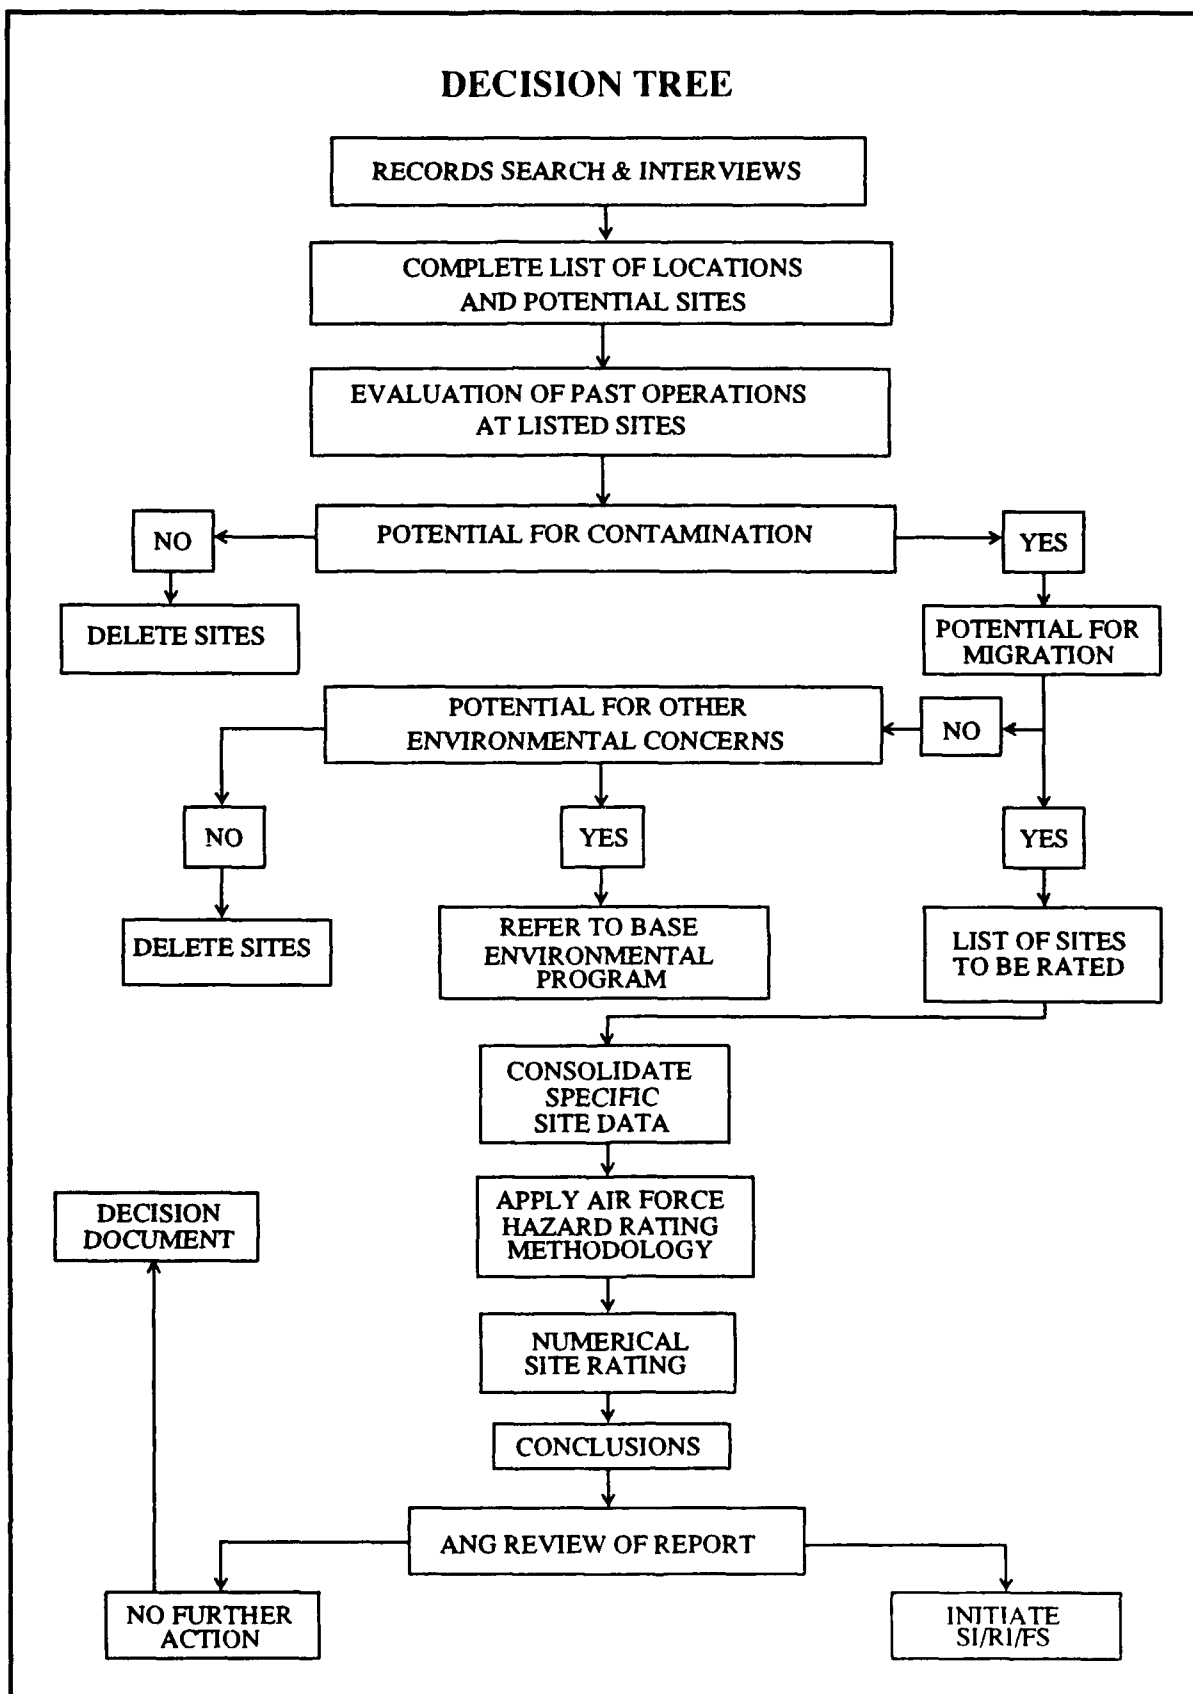 DECISION TREE
RECORDS SEARCH & INTERVIEWS
COMPLETE LIST OF LOCATIONS
AND POTENTIAL SITES
EVALUATION OF PAST OPERATIONS
AT LISTED SITES
NO
POTENTIAL FOR CONTAMINATION
YES
DELETE SITES
POTENTIAL FOR
MIGRATION
POTENTIAL FOR OTHER
ENVIRONMENTAL CONCERNS
NO
NO
YES
YES
DELETE SITES
REFER TO BASE
ENVIRONMENTAL
PROGRAM
LIST OF SITES
TO BE RATED
CONSOLIDATE
SPECIFIC
SITE DATA
APPLY AIR FORCE
HAZARD RATING
METHODOLOGY
DECISION
DOCUMENT
NUMERICAL
SITE RATING
CONCLUSIONS
ANG REVIEW OF REPORT
NO FURTHER
ACTION
INITIATE
SI/RI/FS